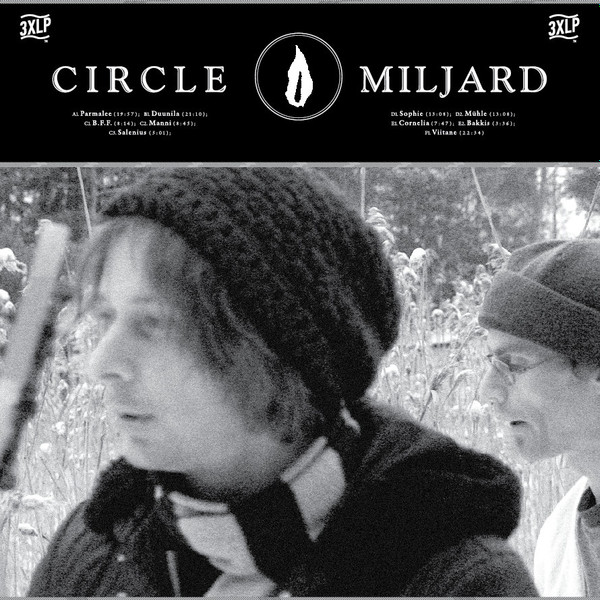 3XLP 3XLP
CIRCLE MILJARD
A1. Parmalee (19:57); B1. Duunila (21:10);
C1. B.F.F. (8:14); C2. Manni (8:45);
C3. Salenius (3:01);
D1. Sophie (13:08); D2. Mühle (13:08);
E1. Cornelia (7:47); E2. Bakkis (5:56);
F1. Viitane (22:34)